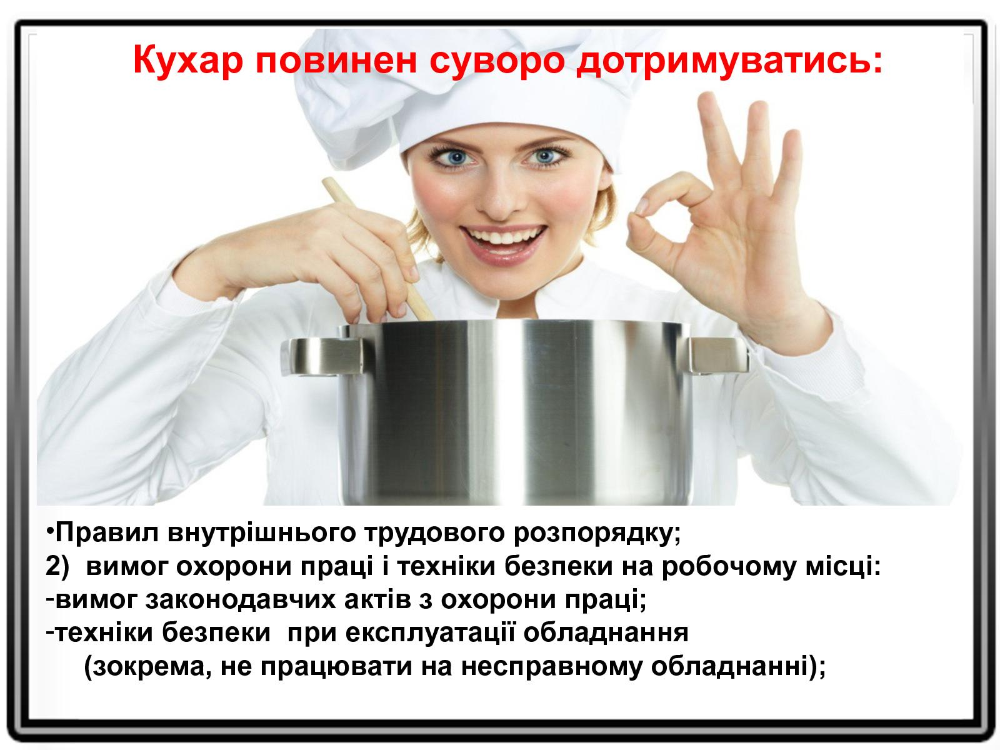 Кухар повинен суворо дотримуватись:
•Правил внутрішнього трудового розпорядку;
2)  вимог охорони праці і техніки безпеки на робочому місці:
-вимог законодавчих актів з охорони праці;
-техніки безпеки  при експлуатації обладнання
(зокрема, не працювати на несправному обладнанні);